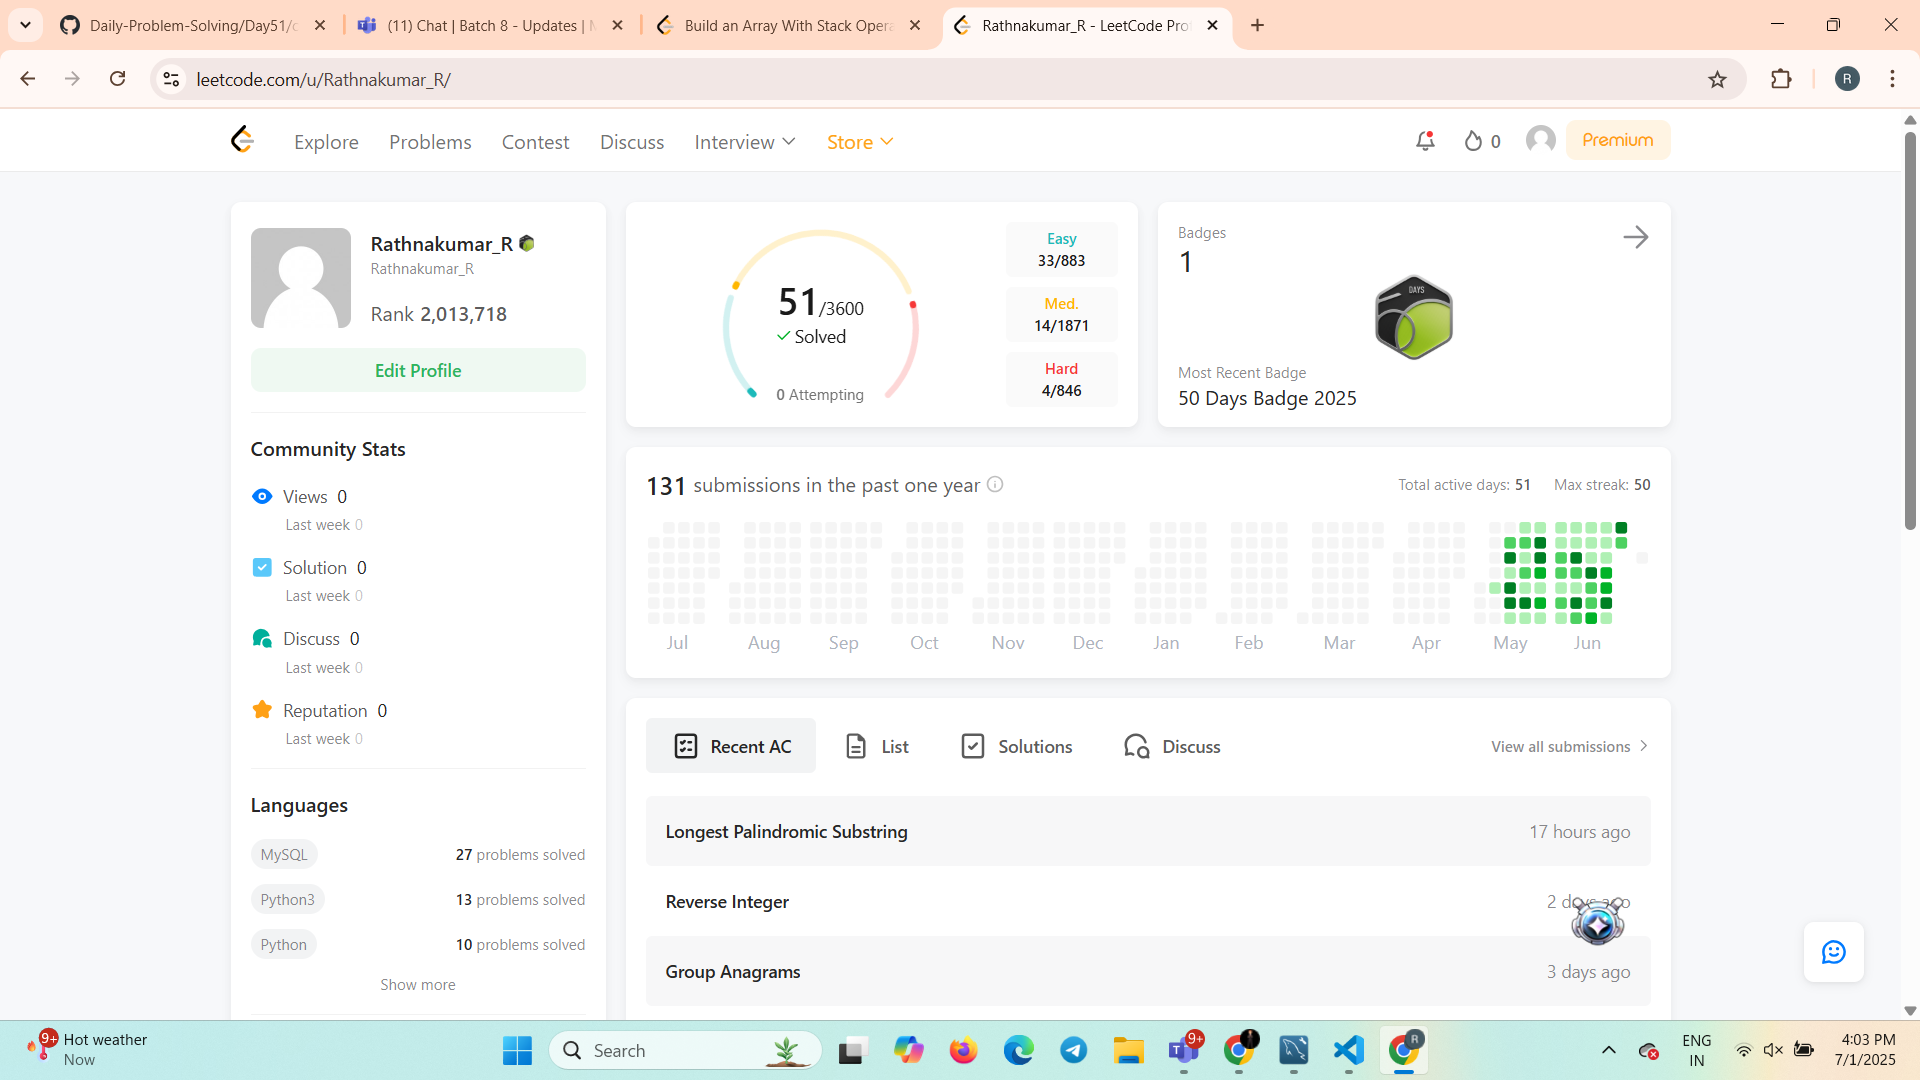 Daily-Problem-Solving/Day51/c
(11) Chat | Batch 8 - Updates | M
Build an Array With Stack Opera
Rathnakumar_R - LeetCode Prof
leetcode.com/u/Rathnakumar_R/
R
Explore
Problems
Contest
Discuss
Interview
Store
0
Premium
Rathnakumar_R
Rathnakumar_R
Rank 2,013,718
Edit Profile
Community Stats
Views 0
Last week 0
Solution 0
Last week 0
Discuss 0
Last week 0
Reputation 0
Last week 0
Languages
MySQL
27 problems solved
Python3
13 problems solved
Python
10 problems solved
Show more
51/3600
Solved
0 Attempting
Easy
33/883
Med.
14/1871
Hard
4/846
Badges
1
DAYS
Most Recent Badge
50 Days Badge 2025
131 submissions in the past one year
Total active days: 51
Max streak: 50
Jul Aug Sep Oct Nov Dec Jan Feb Mar Apr May Jun
Recent AC
List
Solutions
Discuss
View all submissions
Longest Palindromic Substring
17 hours ago
Reverse Integer
2 days ago
Group Anagrams
3 days ago
9+
Hot weather
Now
Search
9+
R
ENG
IN
4:03 PM
7/1/2025